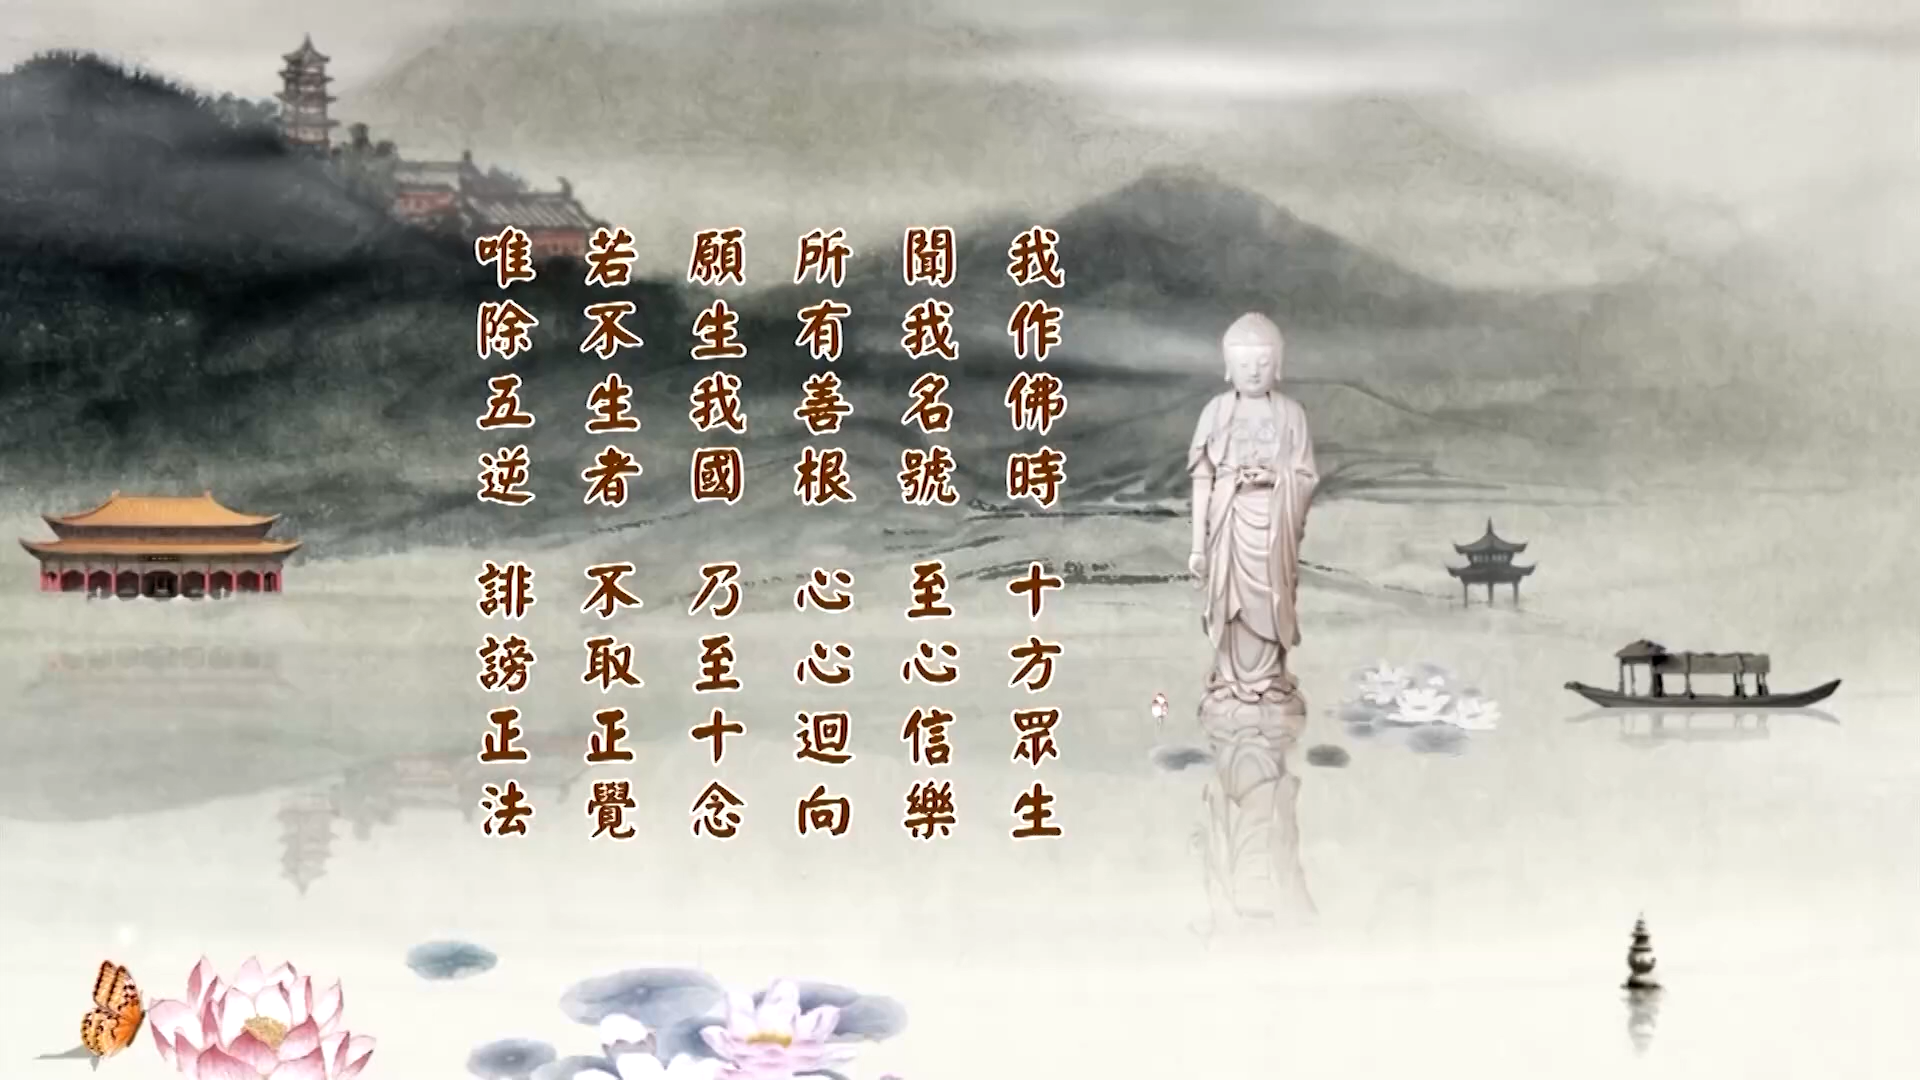 我作佛時 十方眾生
聞我名號 至心信樂
所有善根 心心迴向
願生我國 乃至十念
若不生者 不取正覺
唯除五逆 誹謗正法